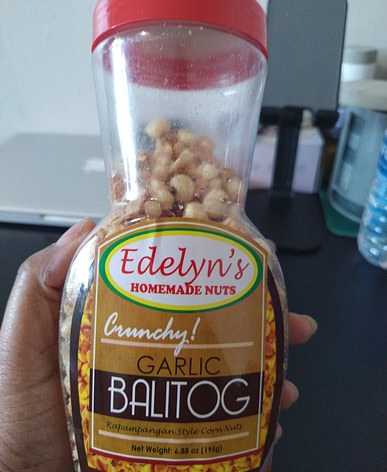 Edelyn's
HOMEMADE NUTS
Crunchy!
GARLIC
BALITOG
Kapampangan Style Corn Nuts
Net Weight: 6.88 oz (195g)